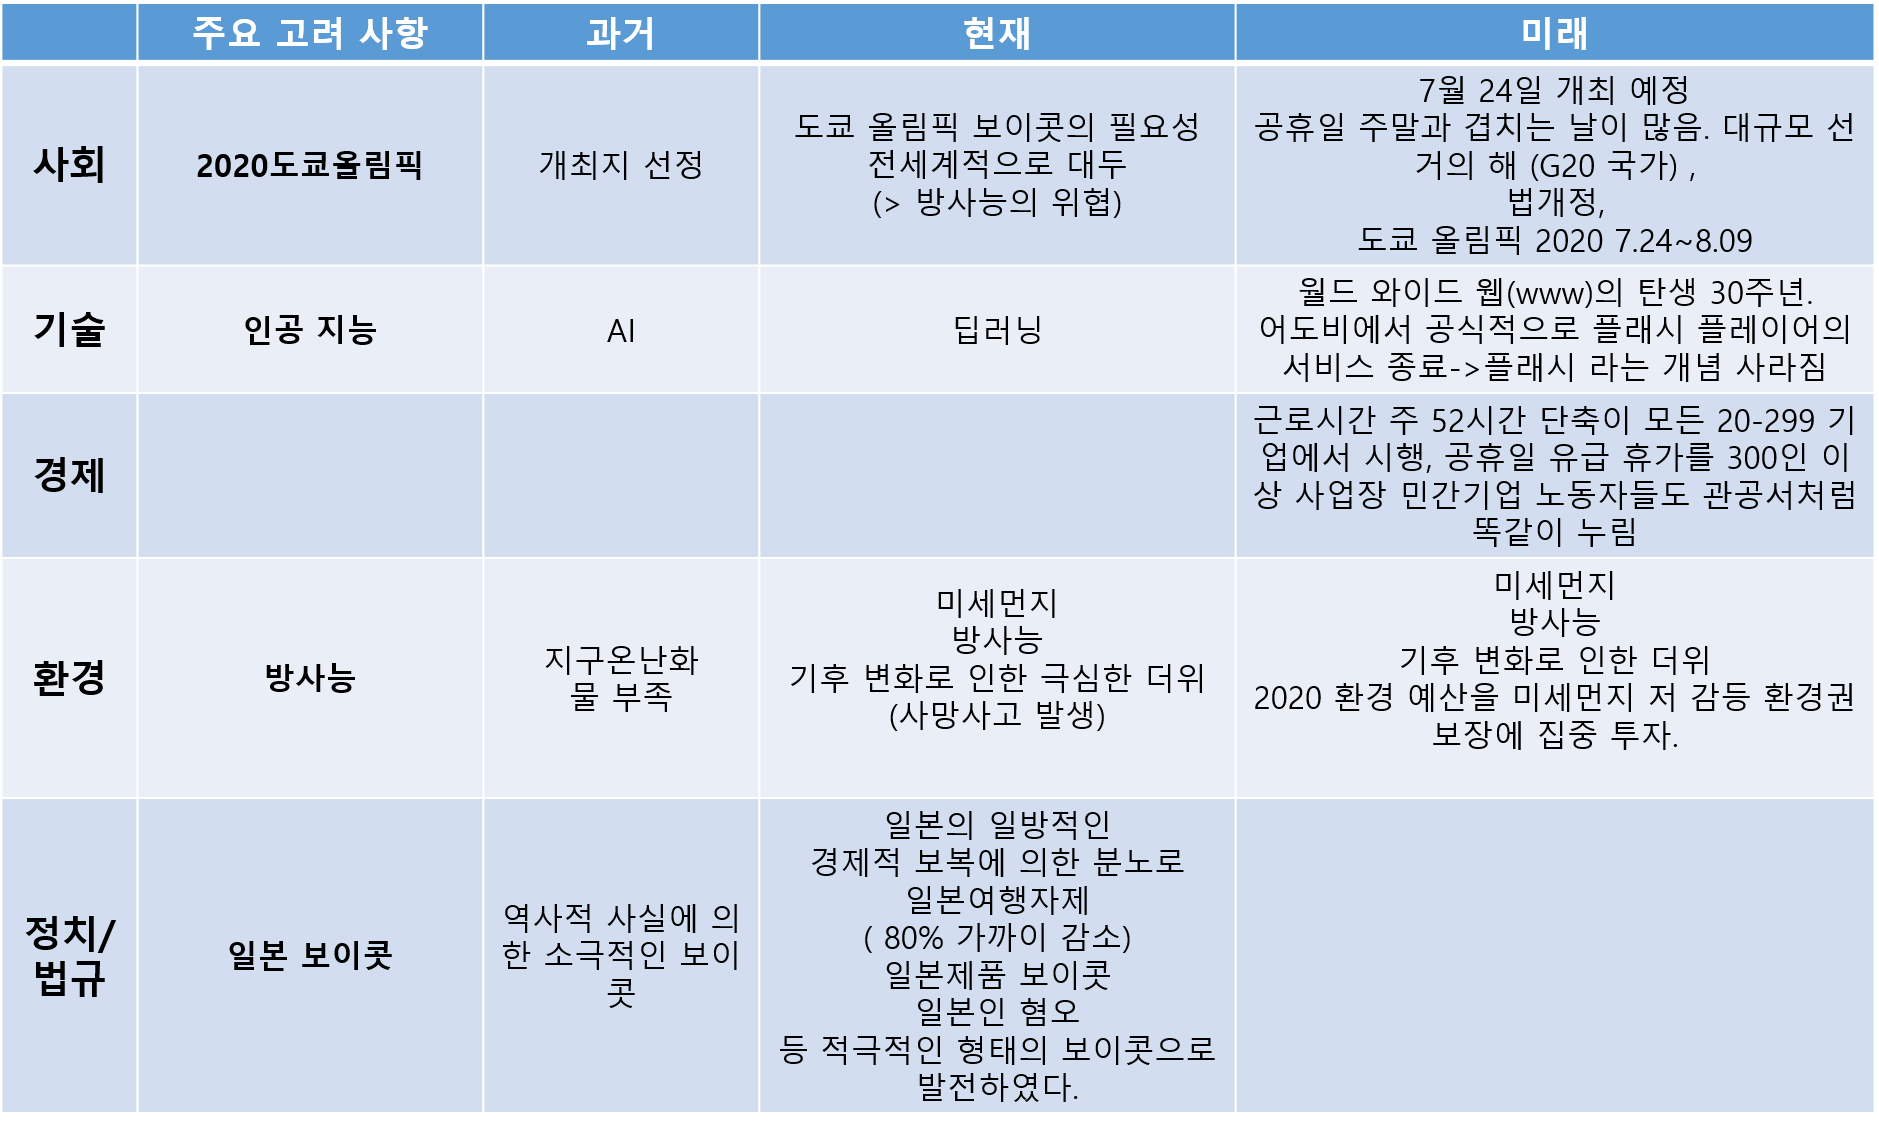 주요 고려 사항
과거
현재
미래
사회
2020도쿄올림픽
개최지 선정
도쿄 올림픽 보이콧의 필요성
전세계적으로 대두
(> 방사능의 위협)
7월 24일 개최 예정
공휴일 주말과 겹치는 날이 많음. 대규모 선
거의 해 (G20 국가) ,
법개정,
도쿄 올림픽 2020 7.24~8.09
기술
인공 지능
AI
딥러닝
월드 와이드 웹(www)의 탄생 30주년.
어도비에서 공식적으로 플래시 플레이어의
서비스 종료->플래시 라는 개념 사라짐
경제
근로시간 주 52시간 단축이 모든 20-299 기
업에서 시행, 공휴일 유급 휴가를 300인 이
상 사업장 민간기업 노동자들도 관공서처럼
똑같이 누림
환경
방사능
지구온난화
물 부족
미세먼지
방사능
기후 변화로 인한 극심한 더위
(사망사고 발생)
미세먼지
방사능
기후 변화로 인한 더위
2020 환경 예산을 미세먼지 저 감등 환경권
보장에 집중 투자.
정치/
법규
일본 보이콧
역사적 사실에 의
한 소극적인 보이
콧
일본의 일방적인
경제적 보복에 의한 분노로
일본여행자제
( 80% 가까이 감소)
일본제품 보이콧
일본인 혐오
등 적극적인 형태의 보이콧으로
발전하였다.